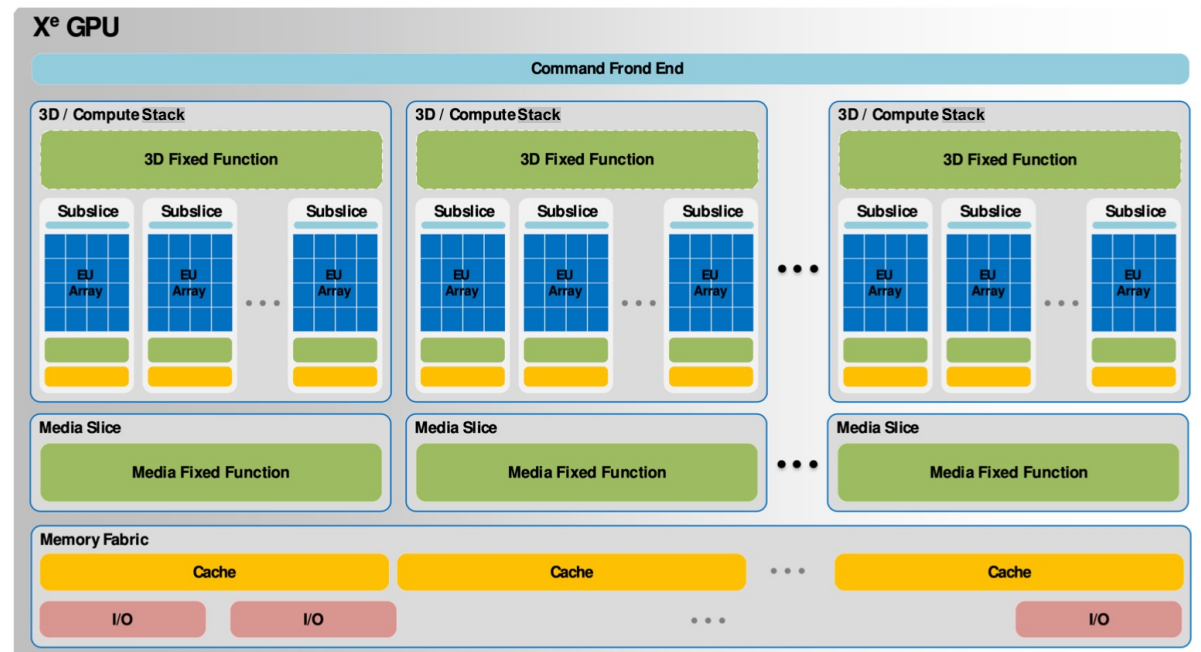 Xe GPU
Command Frond End
3D / Compute Stack
3D / Compute Stack
3D / Compute Stack
3D Fixed Function
3D Fixed Function
3D Fixed Function
Subslice Subslice Subslice
Subslice Subslice Subslice
Subslice Subslice Subslice
EU EU EU
Array Array Array
EU EU EU
Array Array Array
EU EU EU
Array Array Array
Media Slice
Media Slice
Media Slice
Media Fixed Function
Media Fixed Function
Media Fixed Function
Memory Fabric
Cache
Cache
Cache
I/O
I/O
I/O